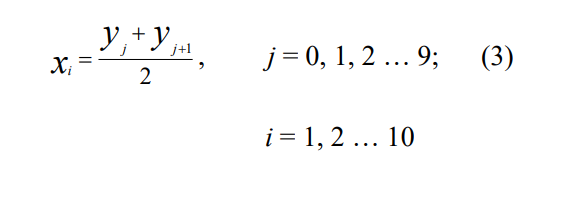 x_i = (y_j + y_{j+1}) / 2 , j = 0, 1, 2 … 9; (3)
i = 1, 2 … 10